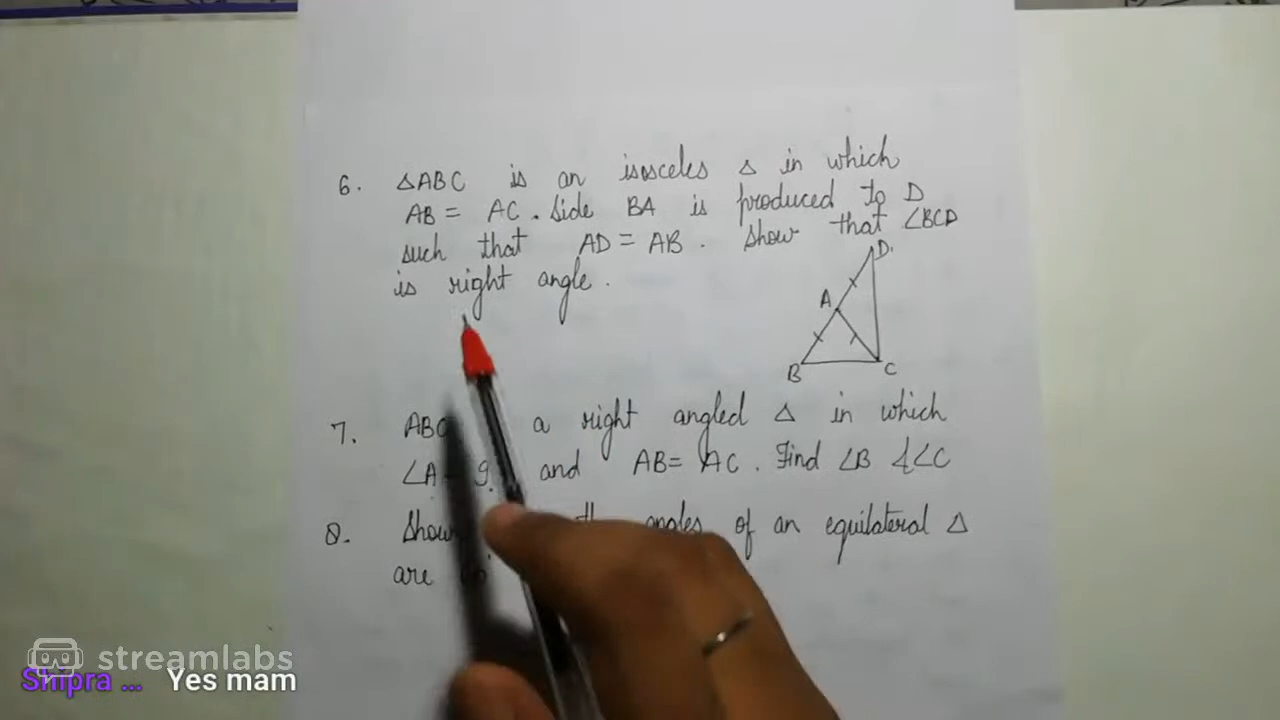 6. △ABC is an isosceles △ in which
AB = AC. Side BA is produced to D
such that AD = AB. Show that ∠BCD
is right angle.
D
A
B
C
7. ABC a right angled △ in which
∠A and AB = AC. Find ∠B & ∠C
8. Show angles of an equilateral △
are
streamlabs
Shipra ... Yes mam